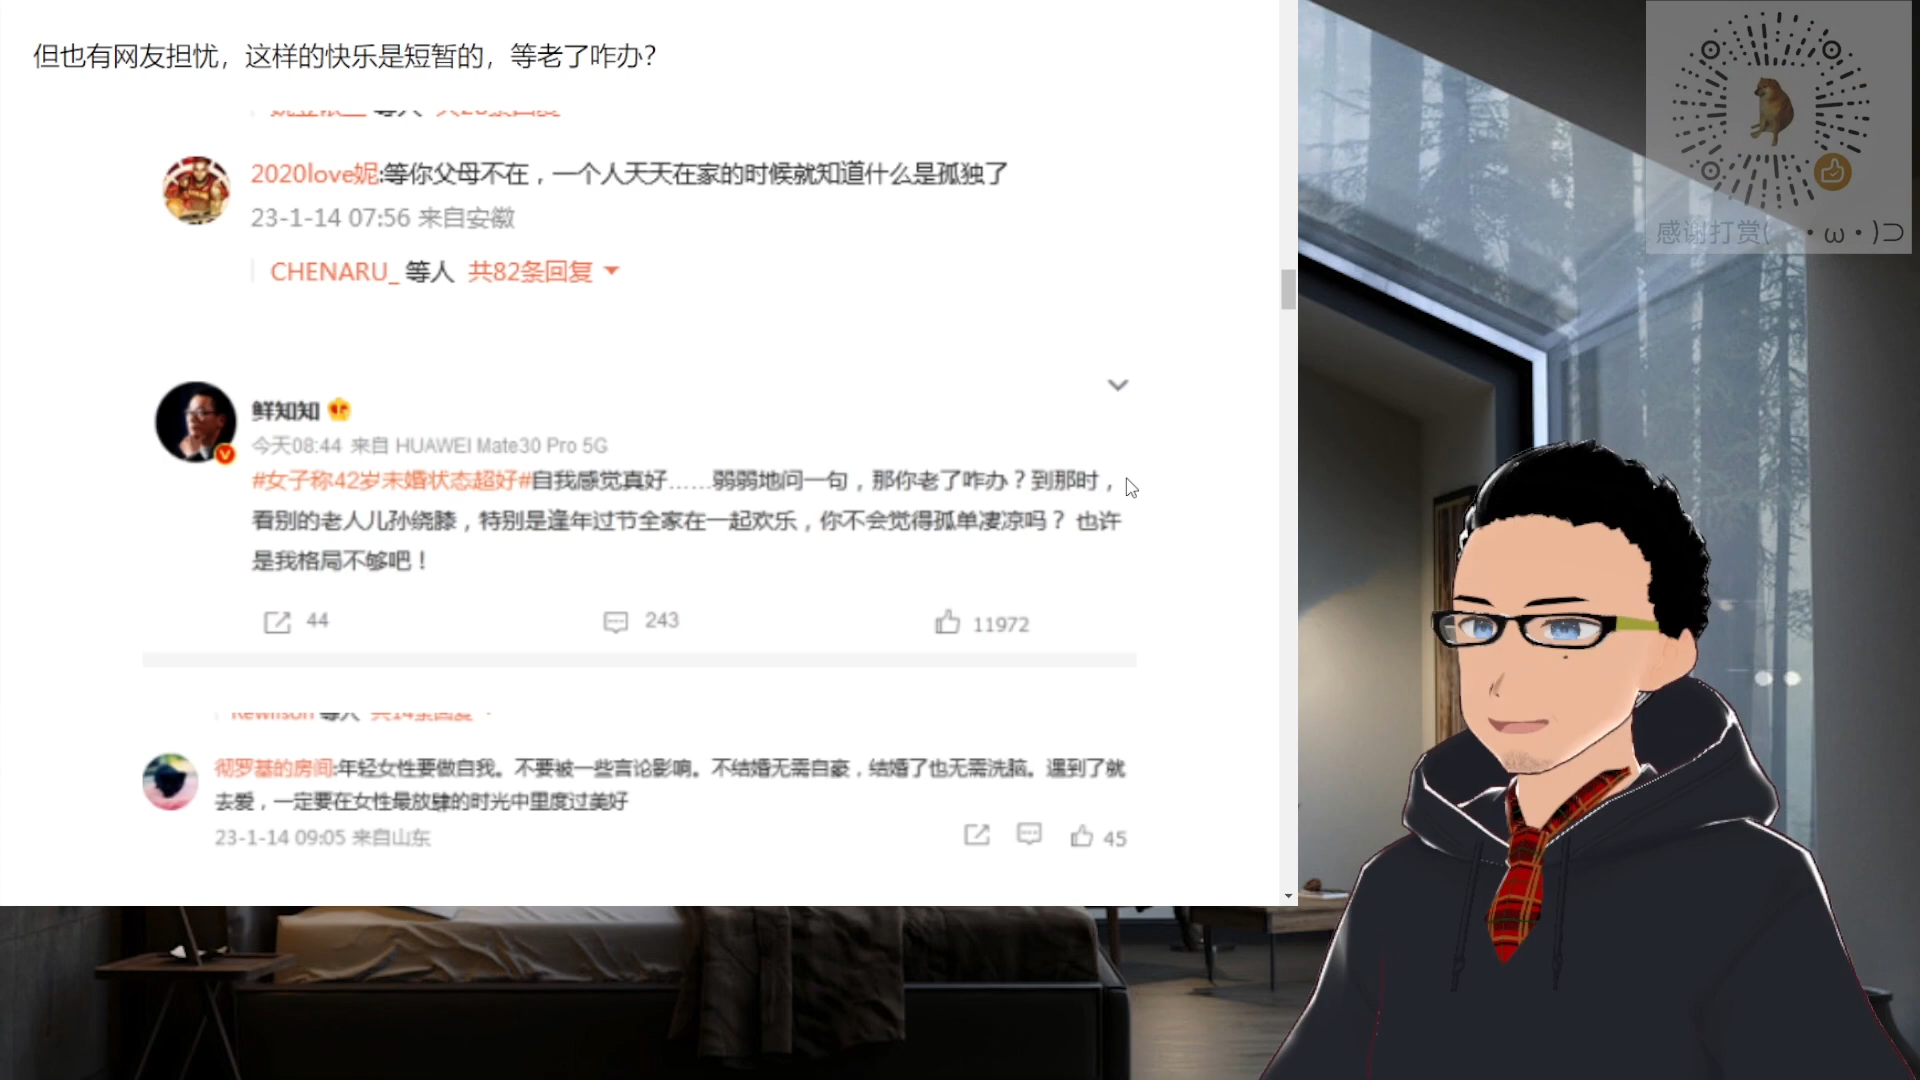 但也有网友担忧，这样的快乐是短暂的，等老了咋办？
2020love妮:等你父母不在，一个人天天在家的时候就知道什么是孤独了
23-1-14 07:56 来自安徽
CHENARU_ 等人 共82条回复
鲜知知
今天08:44 来自 HUAWEI Mate30 Pro 5G
#女子称42岁未婚状态超好#自我感觉真好……弱弱地问一句，那你老了咋办？到那时，
看别的老人儿孙绕膝，特别是逢年过节全家在一起欢乐，你不会觉得孤单凄凉吗？ 也许
是我格局不够吧！
44
243
11972
Rewilson 等人 共14条回复
彻罗基的房间:年轻女性要做自我。不要被一些言论影响。不结婚无需自豪，结婚了也无需洗脑。遇到了就
去爱，一定要在女性最放肆的时光中里度过美好
23-1-14 09:05 来自山东
45
感谢打赏( ・ω・)⊃